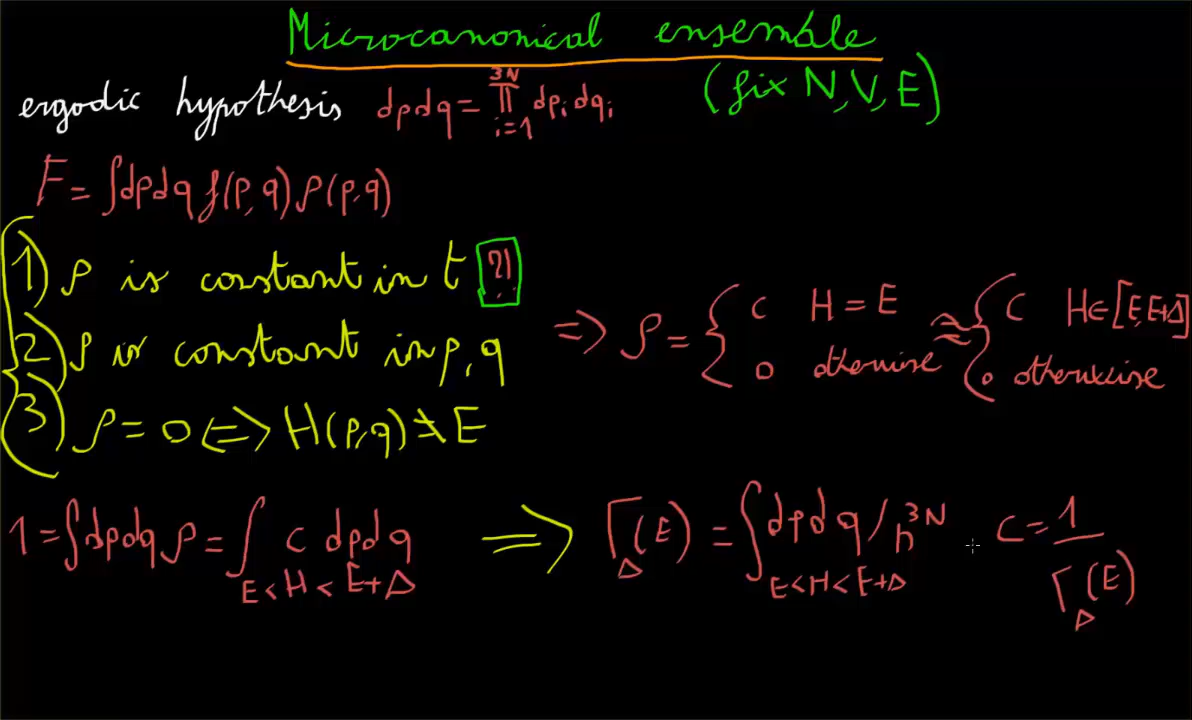 Microcanonical ensemble
(fix N, V, E)
ergodic hypothesis dpdq = ∏_{i=1}^{3N} dp_i dq_i
F = ∫dpdq f(p,q) ρ(p,q)
1) ρ is constant in t ?!
2) ρ is constant in p, q
3) ρ = 0 <=> H(p,q) ≠ E
=> ρ = { C H = E
0 otherwise
≈ { C H ∈ [E, E+Δ]
0 otherwise
1 = ∫dpdq ρ = ∫_{E<H<E+Δ} c dpdq => Γ_Δ(E) = ∫_{E<H<E+Δ} dpdq / h^{3N} C = 1/Γ_Δ(E)